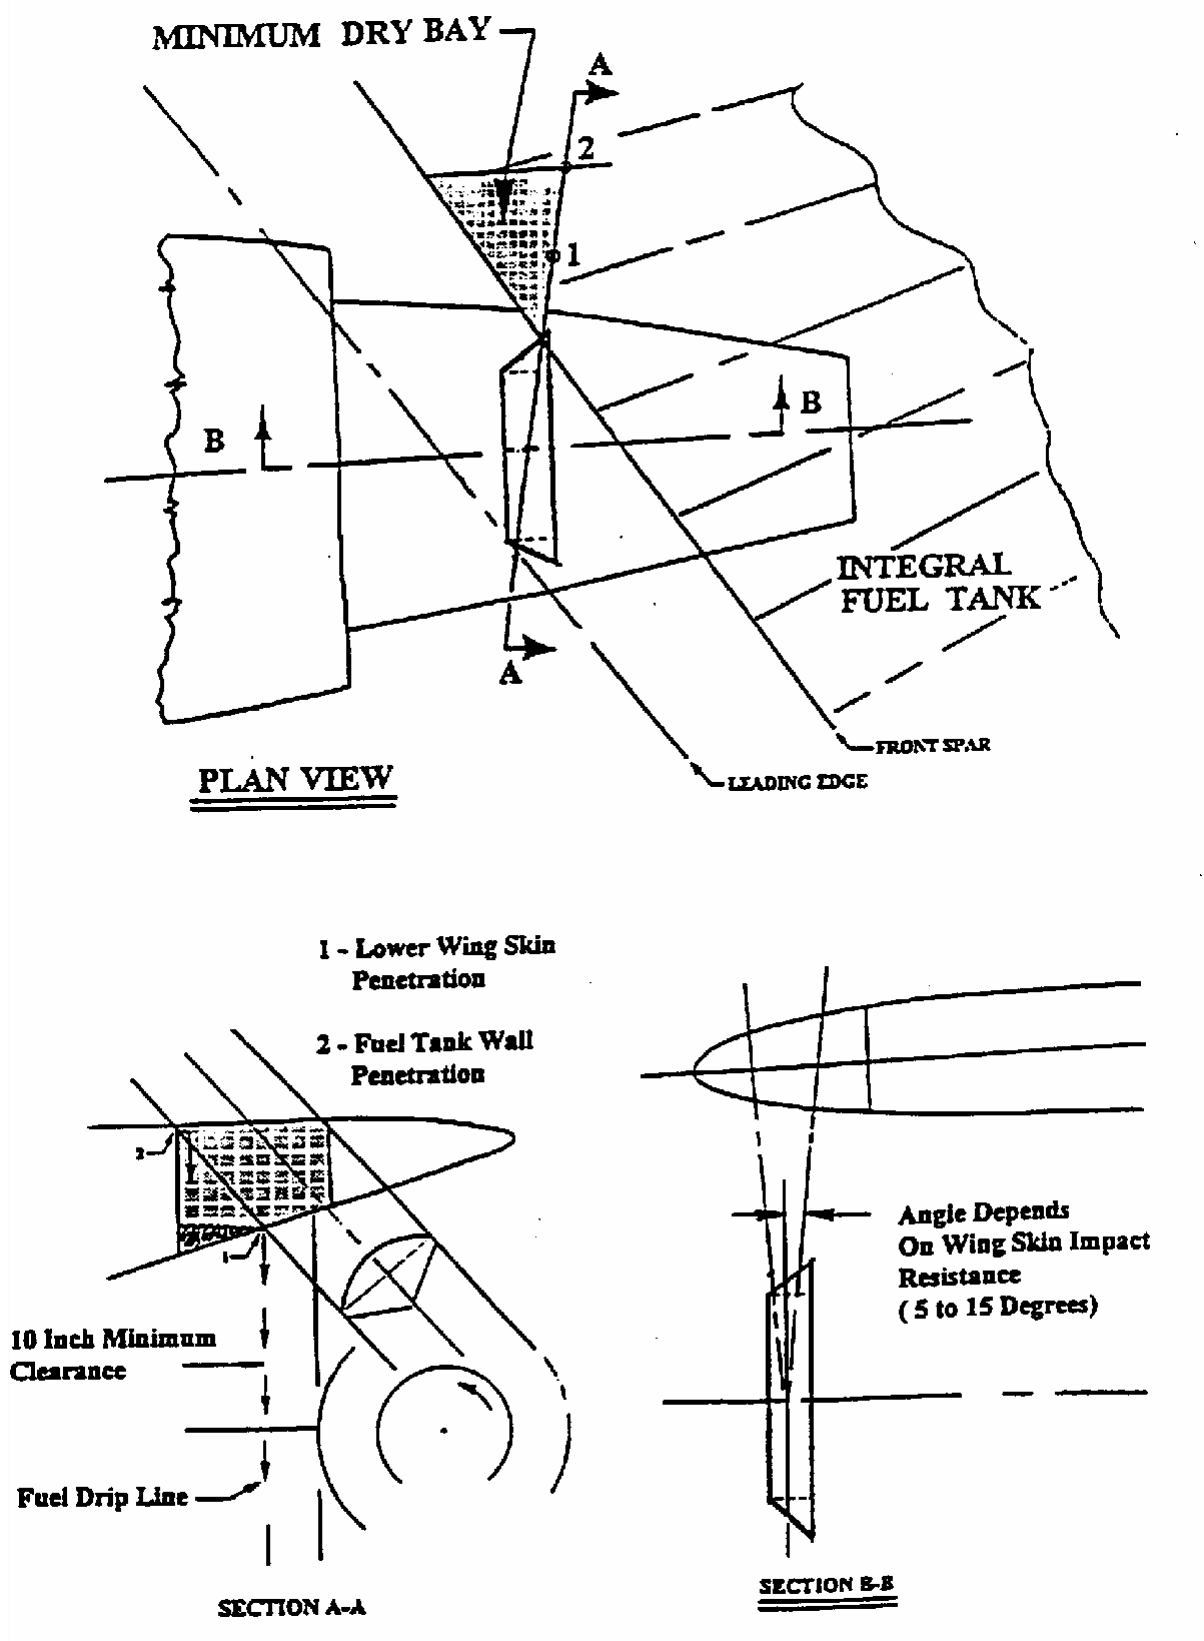 MINIMUM DRY BAY
A
2
1
B
B
INTEGRAL
FUEL TANK
A
FRONT SPAR
LEADING EDGE
PLAN VIEW
1 - Lower Wing Skin
Penetration
2 - Fuel Tank Wall
Penetration
2
1
10 Inch Minimum
Clearance
Fuel Drip Line
SECTION A-A
Angle Depends
On Wing Skin Impact
Resistance
( 5 to 15 Degrees)
SECTION B-B